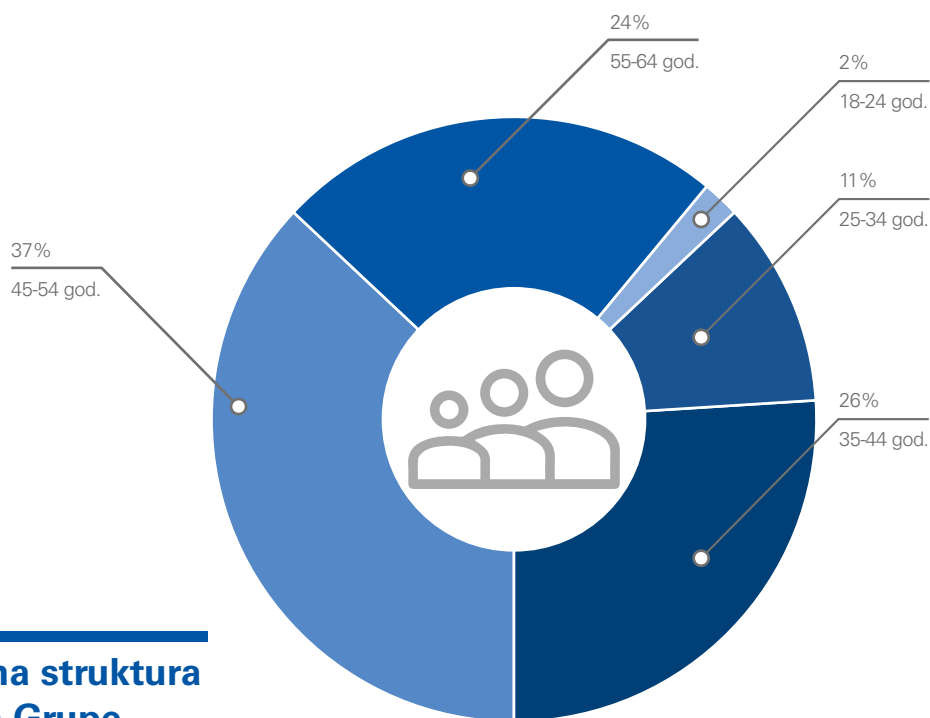 24%
55-64 god.
2%
18-24 god.
11%
25-34 god.
37%
45-54 god.
26%
35-44 god.
struktura
Grupe